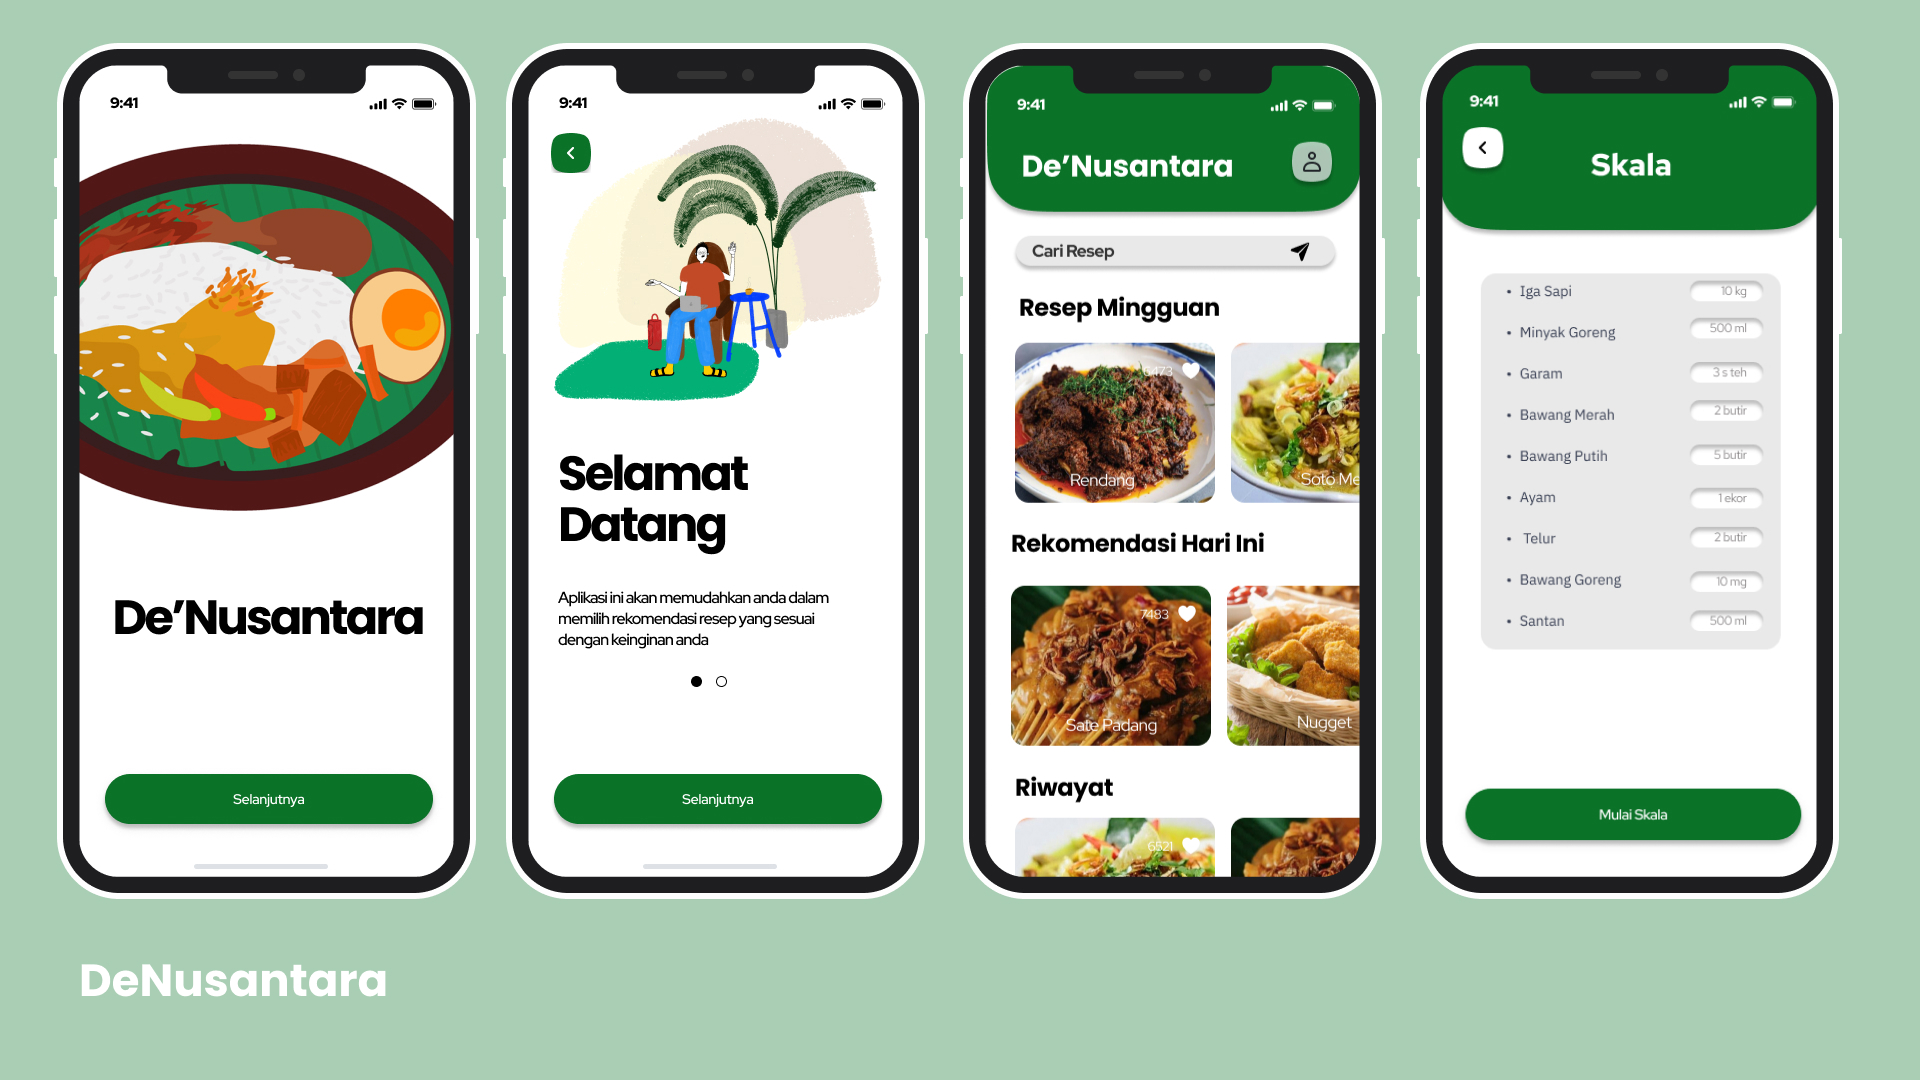 9:41
De’Nusantara
Selanjutnya
9:41
Selamat
Datang
Aplikasi ini akan memudahkan anda dalam
memilih rekomendasi resep yang sesuai
dengan keinginan anda
Selanjutnya
9:41
De’Nusantara
Cari Resep
Resep Mingguan
5473
Rendang
Soto Me
Rekomendasi Hari Ini
7483
Sate Padang
Nugget
Riwayat
6521
9:41
Skala
• Iga Sapi 10 kg
• Minyak Goreng 500 ml
• Garam 3 s teh
• Bawang Merah 2 butir
• Bawang Putih 5 butir
• Ayam 1 ekor
• Telur 2 butir
• Bawang Goreng 10 mg
• Santan 500 ml
Mulai Skala
DeNusantara